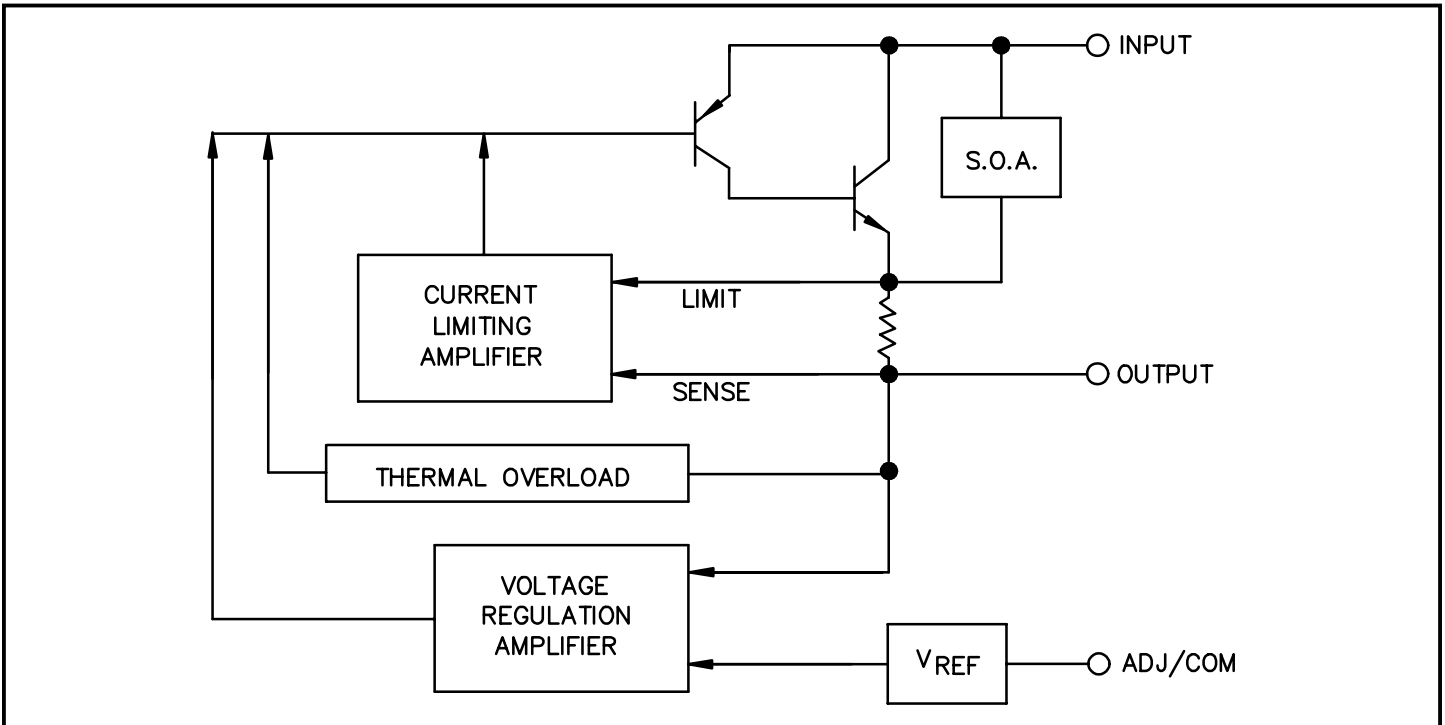 INPUT
S.O.A.
CURRENT
LIMITING
AMPLIFIER
LIMIT
SENSE
OUTPUT
THERMAL OVERLOAD
VOLTAGE
REGULATION
AMPLIFIER
VREF
ADJ/COM